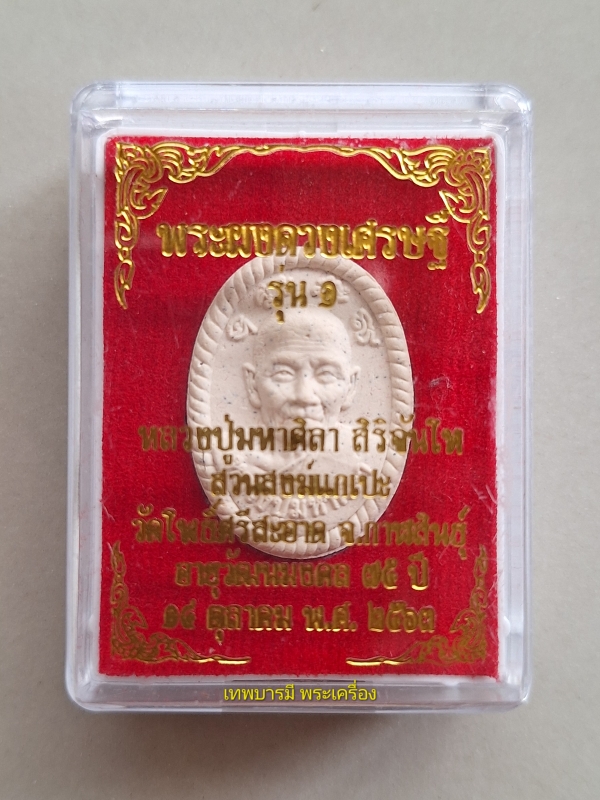 พระผงดวงเศรษฐี
รุ่น ๑
หลวงปู่มหาศิลา สิริจันโท
สวนสงฆ์แกเปะ
วัดโพธิ์ศรีสะอาด จ.กาฬสินธุ์
อายุวัฒนมงคล ๗๕ ปี
๑๙ ตุลาคม พ.ศ. ๒๕๖๓
เทพบารมี พระเครื่อง